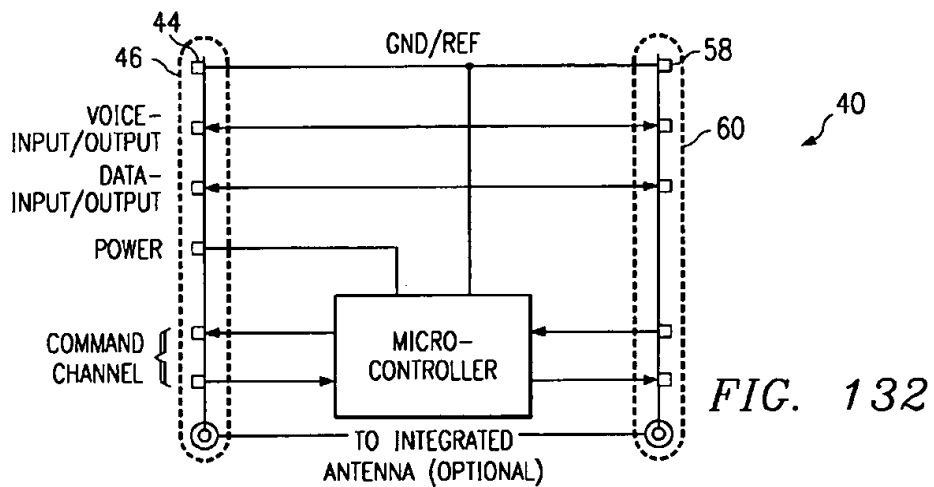 44
GND/REF
58
46
VOICE-
INPUT/OUTPUT
60
40
DATA-
INPUT/OUTPUT
POWER
COMMAND
CHANNEL
MICRO-
CONTROLLER
FIG. 132
TO INTEGRATED
ANTENNA (OPTIONAL)